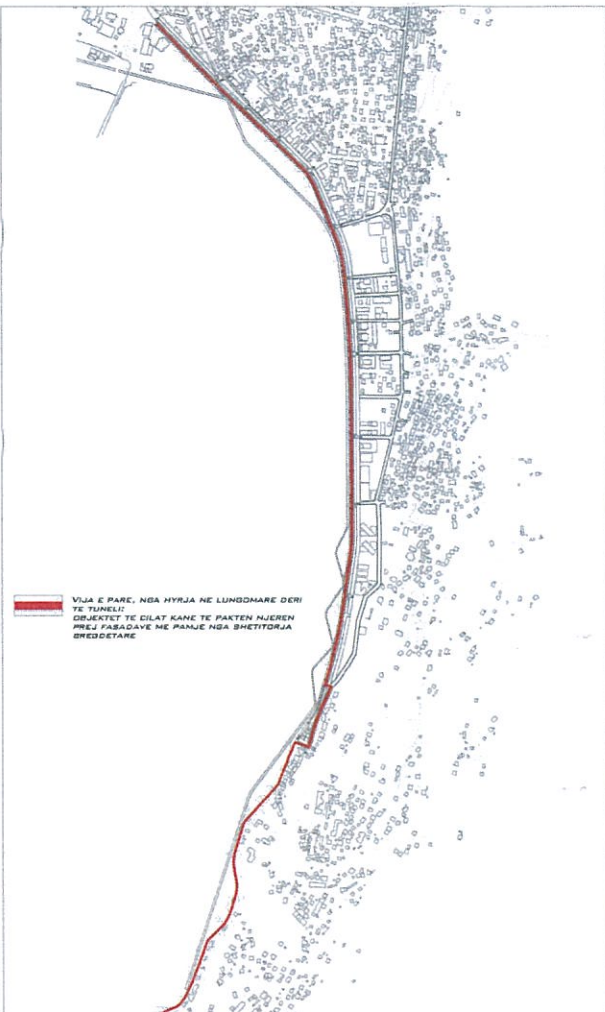 VIJA E PARE, NGA HYRJA NE LUNGOMARE DERI
TE TUNELI:
OBJEKTET TE CILAT KANE TE PAKTEN NJEREN
PREJ FASADAVE ME PAMJE NGA SHETITORJA
BREGDETARE